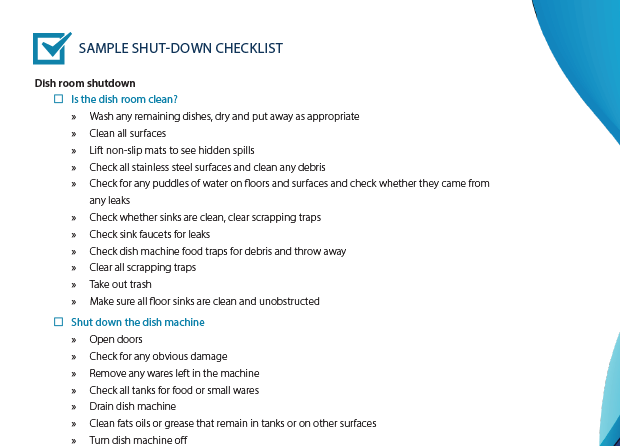 SAMPLE SHUT-DOWN CHECKLIST
Dish room shutdown
Is the dish room clean?
» Wash any remaining dishes, dry and put away as appropriate
» Clean all surfaces
» Lift non-slip mats to see hidden spills
» Check all stainless steel surfaces and clean any debris
» Check for any puddles of water on floors and surfaces and check whether they came from
any leaks
» Check whether sinks are clean, clear scrapping traps
» Check sink faucets for leaks
» Check dish machine food traps for debris and throw away
» Clear all scrapping traps
» Take out trash
» Make sure all floor sinks are clean and unobstructed
Shut down the dish machine
» Open doors
» Check for any obvious damage
» Remove any wares left in the machine
» Check all tanks for food or small wares
» Drain dish machine
» Clean fats oils or grease that remain in tanks or on other surfaces
» Turn dish machine off